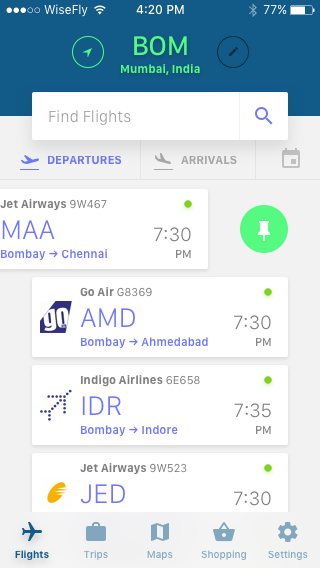 WiseFly 4:20 PM 77%
BOM
Mumbai, India
Find Flights
DEPARTURES ARRIVALS
Jet Airways 9W467
MAA 7:30
Bombay → Chennai PM
Go Air G8369
go AMD 7:30
Bombay → Ahmedabad PM
Indigo Airlines 6E658
IDR 7:35
Bombay → Indore PM
Jet Airways 9W523
JED 7:30
Flights Trips Maps Shopping Settings